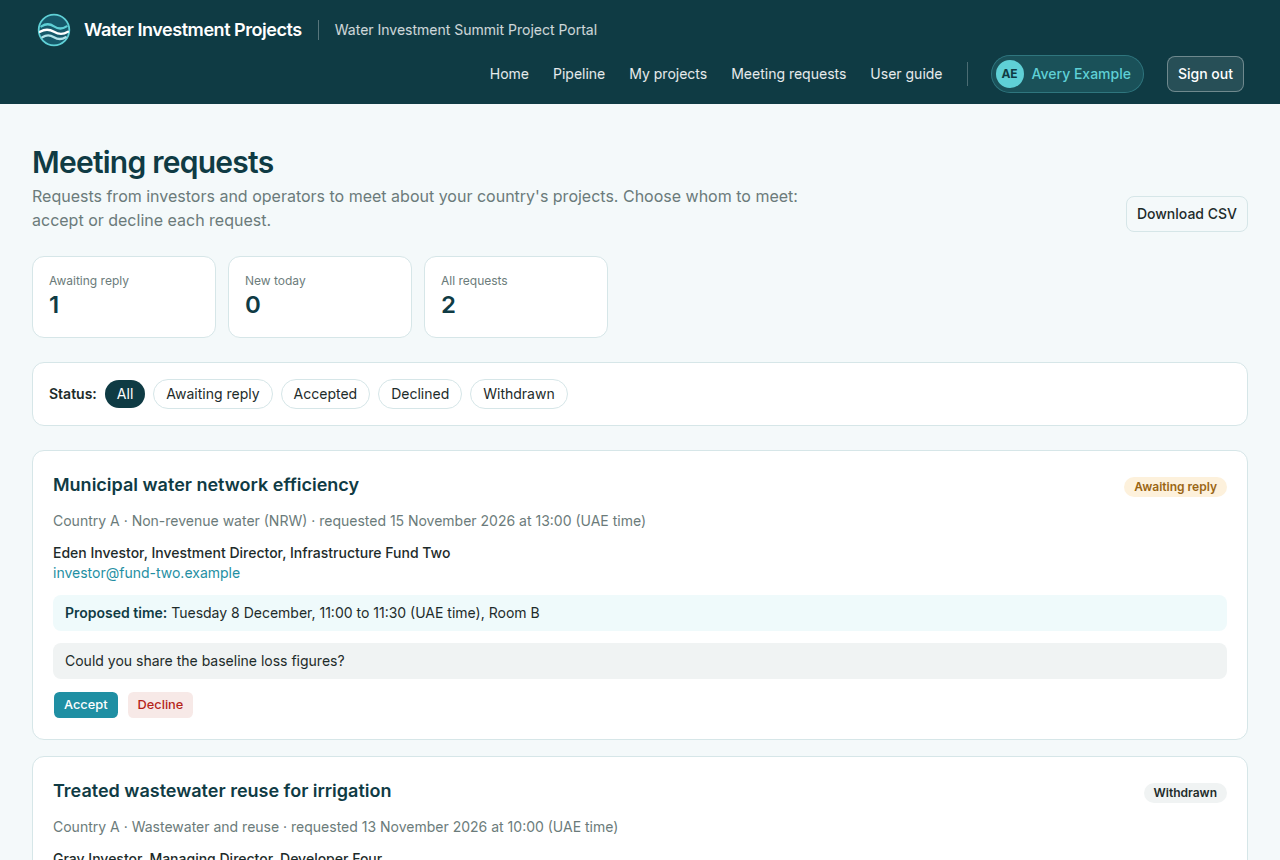 Water Investment Projects
Water Investment Summit Project Portal
Home
Pipeline
My projects
Meeting requests
User guide
AE
Avery Example
Sign out
Meeting requests
Requests from investors and operators to meet about your country's projects. Choose whom to meet:
accept or decline each request.
Download CSV
Awaiting reply
1
New today
0
All requests
2
Status:
All
Awaiting reply
Accepted
Declined
Withdrawn
Municipal water network efficiency
Awaiting reply
Country A · Non-revenue water (NRW) · requested 15 November 2026 at 13:00 (UAE time)
Eden Investor, Investment Director, Infrastructure Fund Two
investor@fund-two.example
Proposed time: Tuesday 8 December, 11:00 to 11:30 (UAE time), Room B
Could you share the baseline loss figures?
Accept
Decline
Treated wastewater reuse for irrigation
Withdrawn
Country A · Wastewater and reuse · requested 13 November 2026 at 10:00 (UAE time)
Gray Investor, Managing Director, Developer Four